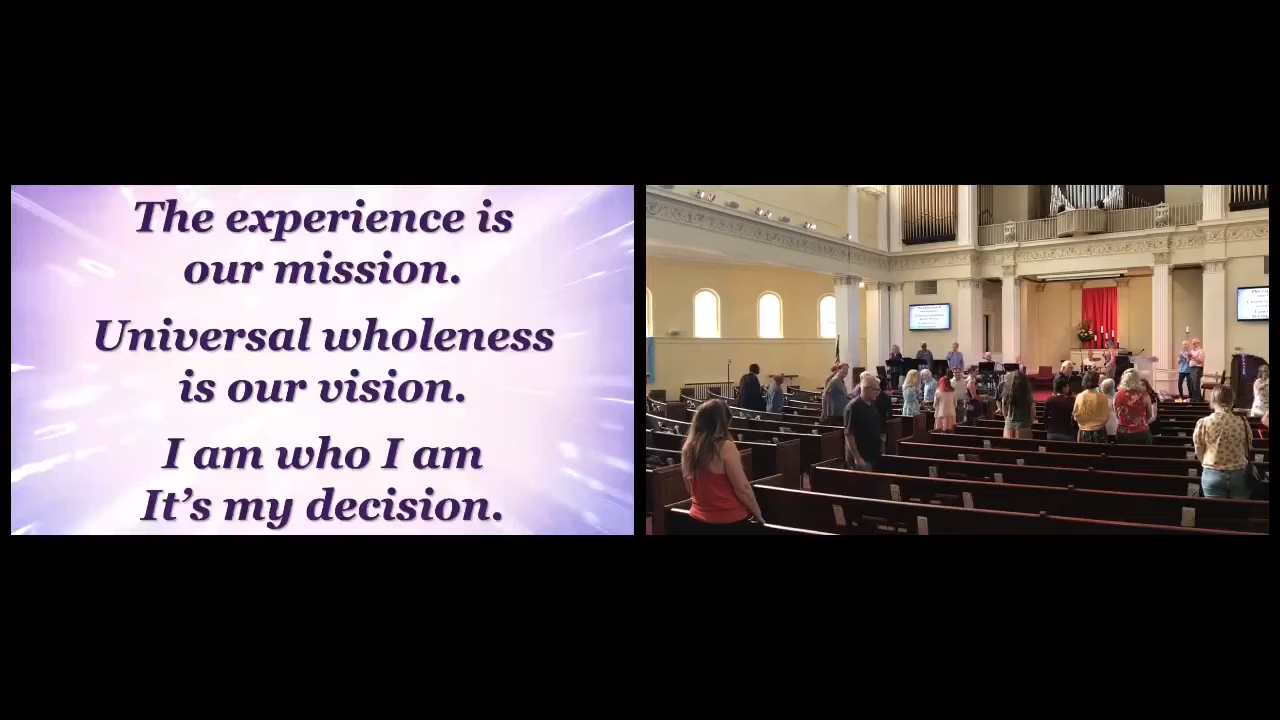 The experience is
our mission.
Universal wholeness
is our vision.
I am who I am
It's my decision.